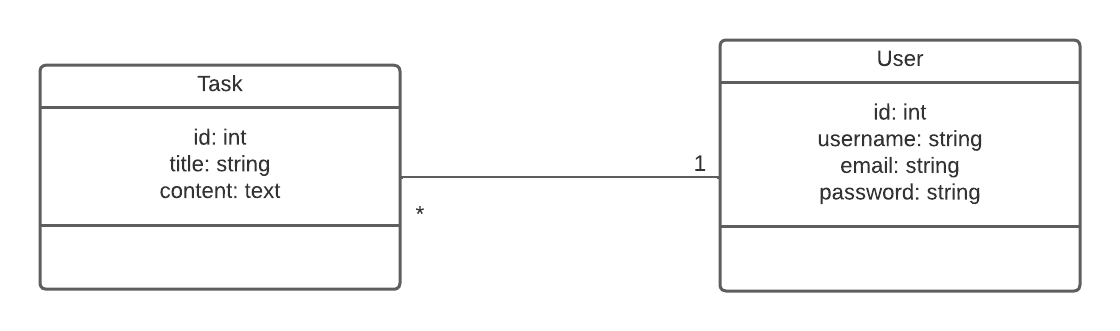 Task
id: int
title: string
content: text
*
1
User
id: int
username: string
email: string
password: string